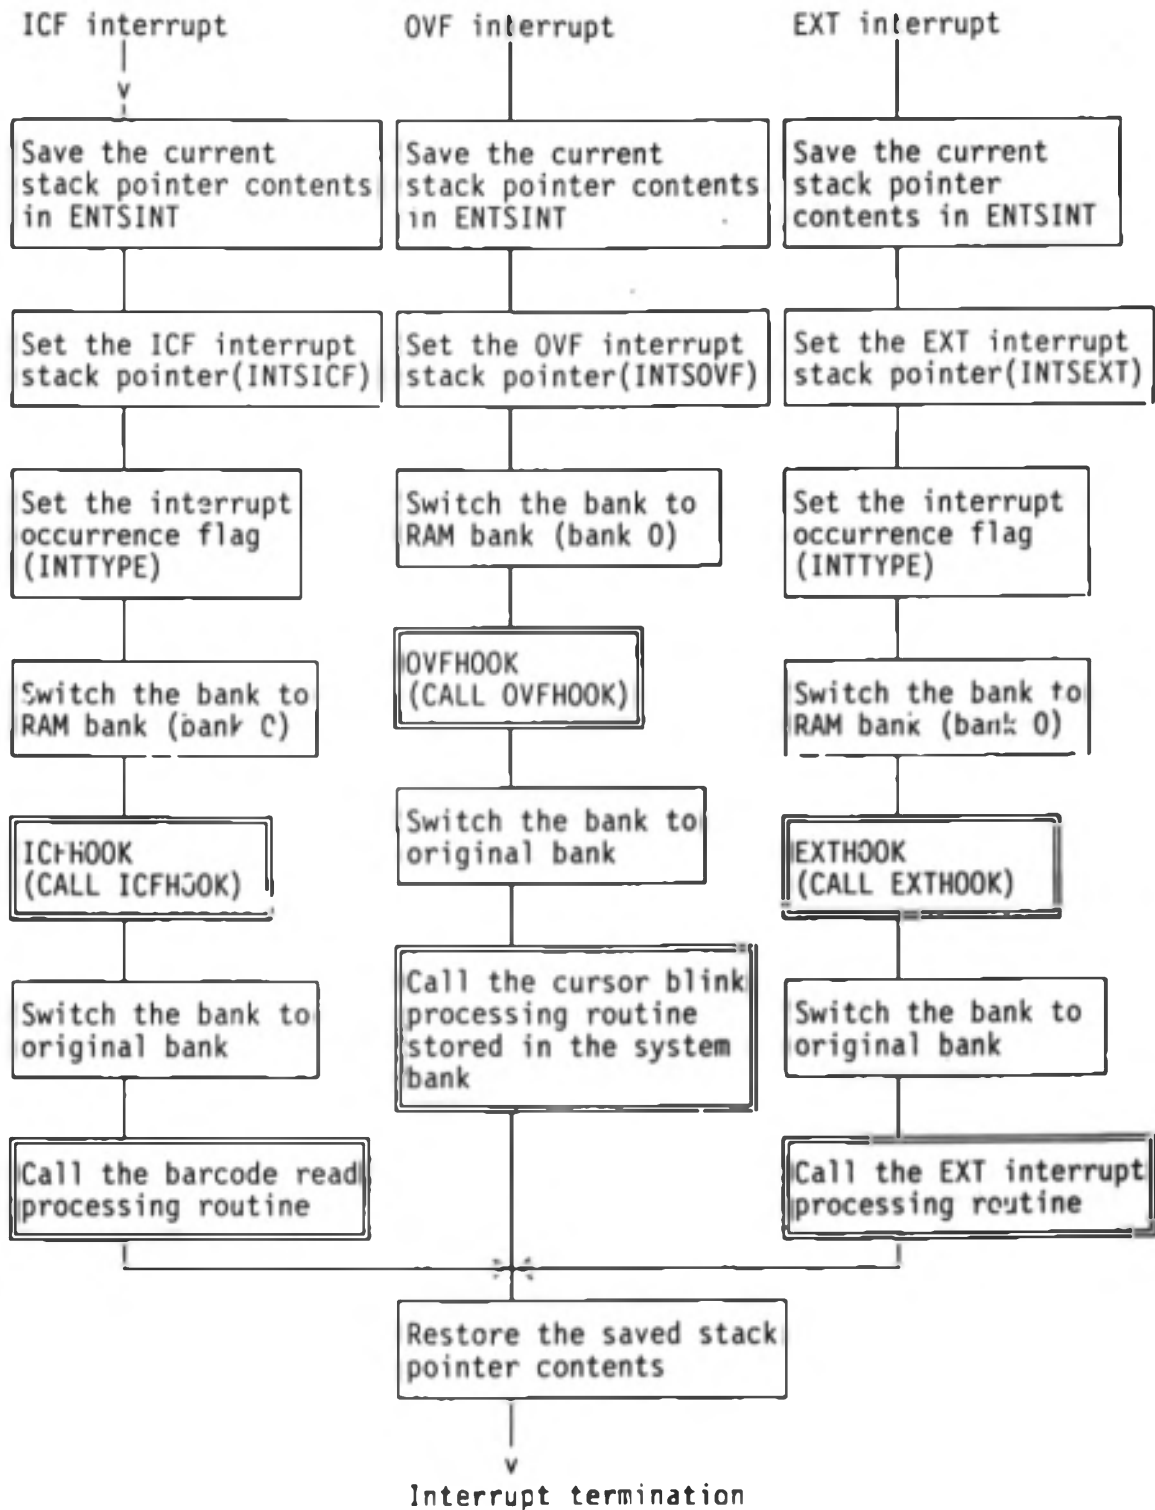 ICF interrupt
v
Save the current
stack pointer contents
in ENTSINT
Set the ICF interrupt
stack pointer(INTSICF)
Set the interrupt
occurrence flag
(INTTYPE)
Switch the bank to
RAM bank (bank 0)
ICFHOOK
(CALL ICFHOOK)
Switch the bank to
original bank
Call the barcode read
processing routine
OVF interrupt
Save the current
stack pointer contents
in ENTSINT
Set the OVF interrupt
stack pointer(INTSOVF)
Switch the bank to
RAM bank (bank 0)
OVFHOOK
(CALL OVFHOOK)
Switch the bank to
original bank
Call the cursor blink
processing routine
stored in the system
bank
EXT interrupt
Save the current
stack pointer
contents in ENTSINT
Set the EXT interrupt
stack pointer(INTSEXT)
Set the interrupt
occurrence flag
(INTTYPE)
Switch the bank to
RAM bank (bank 0)
EXTHOOK
(CALL EXTHOOK)
Switch the bank to
original bank
Call the EXT interrupt
processing routine
Restore the saved stack
pointer contents
v
Interrupt termination